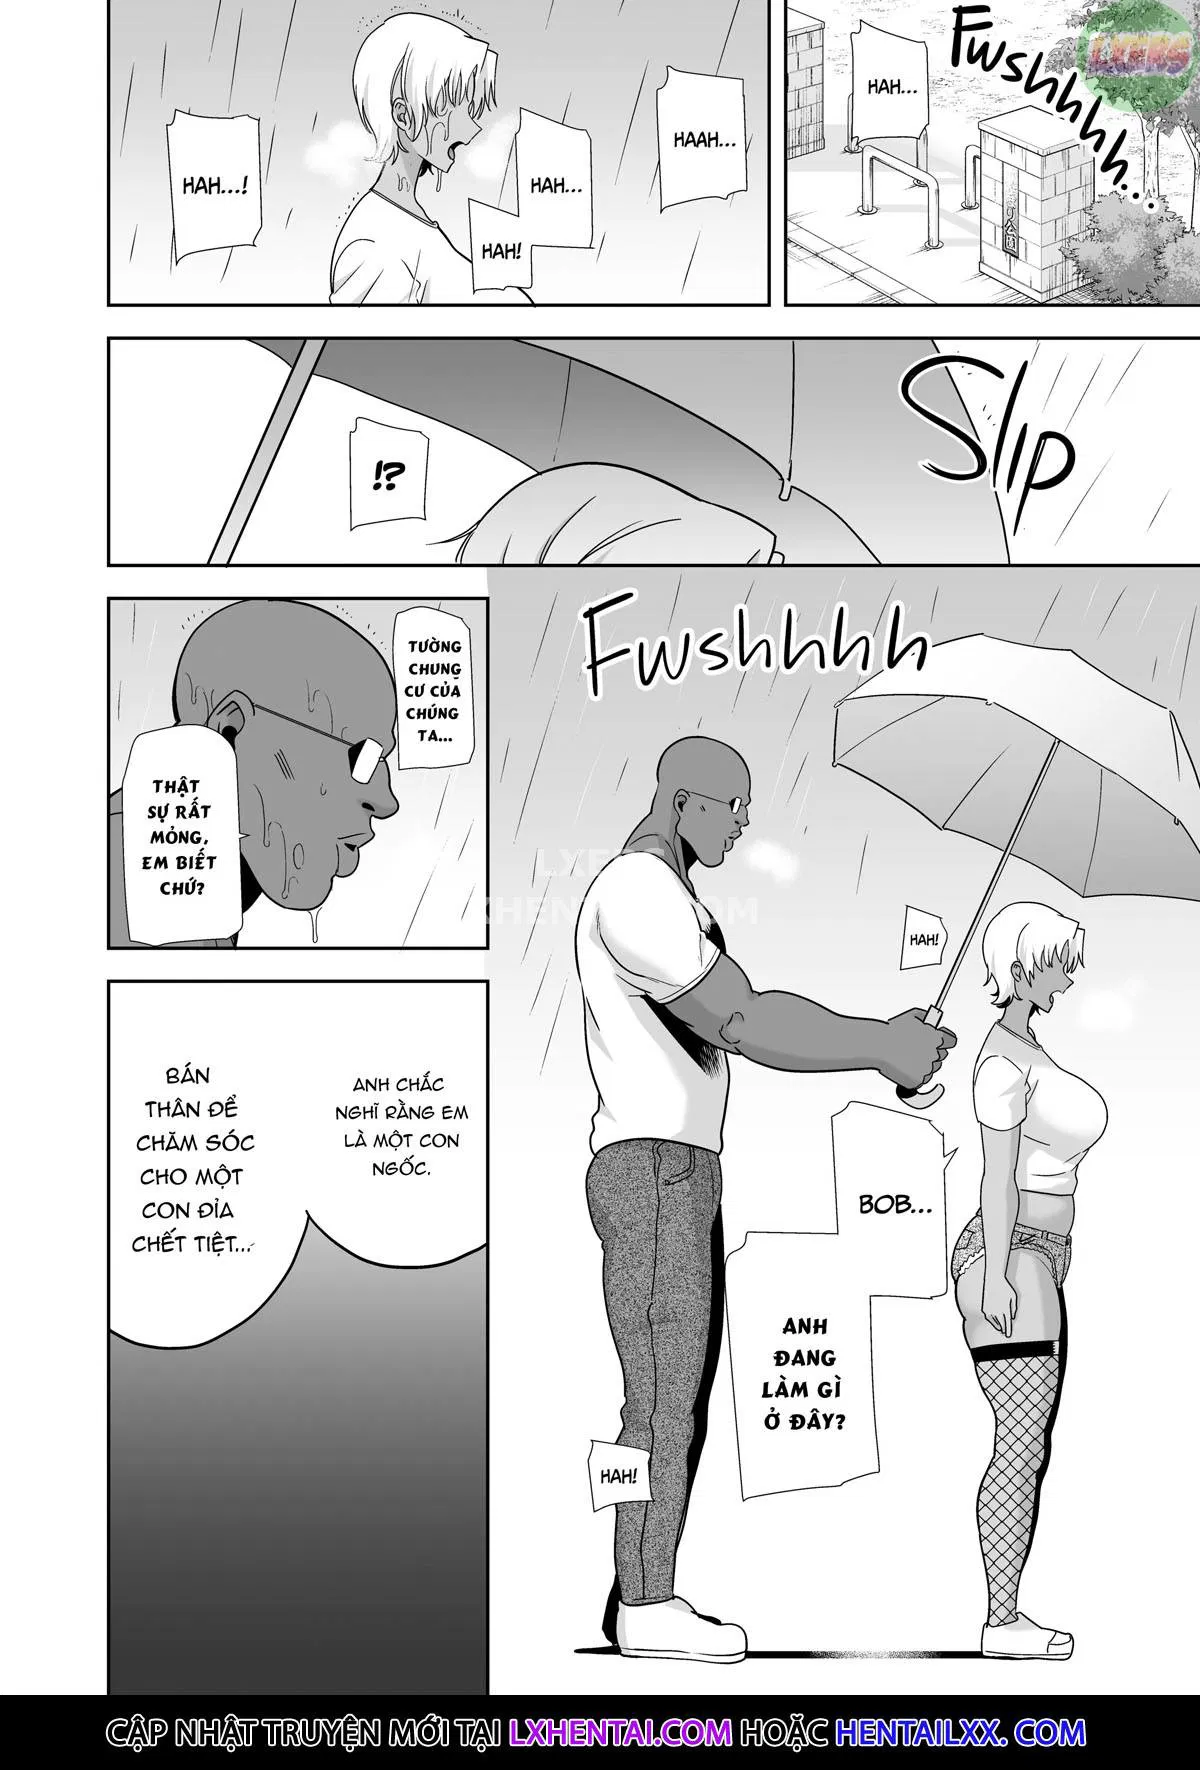 LXERS
Fwshhhh...
HAH...
HAAH...
HAH...
HAH!
HAH...!
Slip
!?
Fwshhhh
TƯỜNG
CHUNG
CƯ CỦA
CHÚNG
TA...
THẬT
SỰ RẤT
MỎNG,
EM BIẾT
CHỨ?
HAH!
BOB...
ANH
ĐANG
LÀM GÌ
Ở ĐÂY?
HAH!
ANH CHẮC
NGHĨ RẰNG EM
LÀ MỘT CON
NGỐC.
BÁN
THÂN ĐỂ
CHĂM SÓC
CHO MỘT
CON ĐỈA
CHẾT TIỆT...
LXERS
CẬP NHẬT TRUYỆN MỚI TẠI LXHENTAI.COM HOẶC HENTAILXX. COM